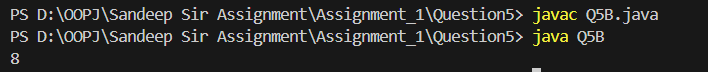 PS D:\OOPJ\Sandeep Sir Assignment\Assignment_1\Question5> javac Q5B.java
PS D:\OOPJ\Sandeep Sir Assignment\Assignment_1\Question5> java Q5B
8